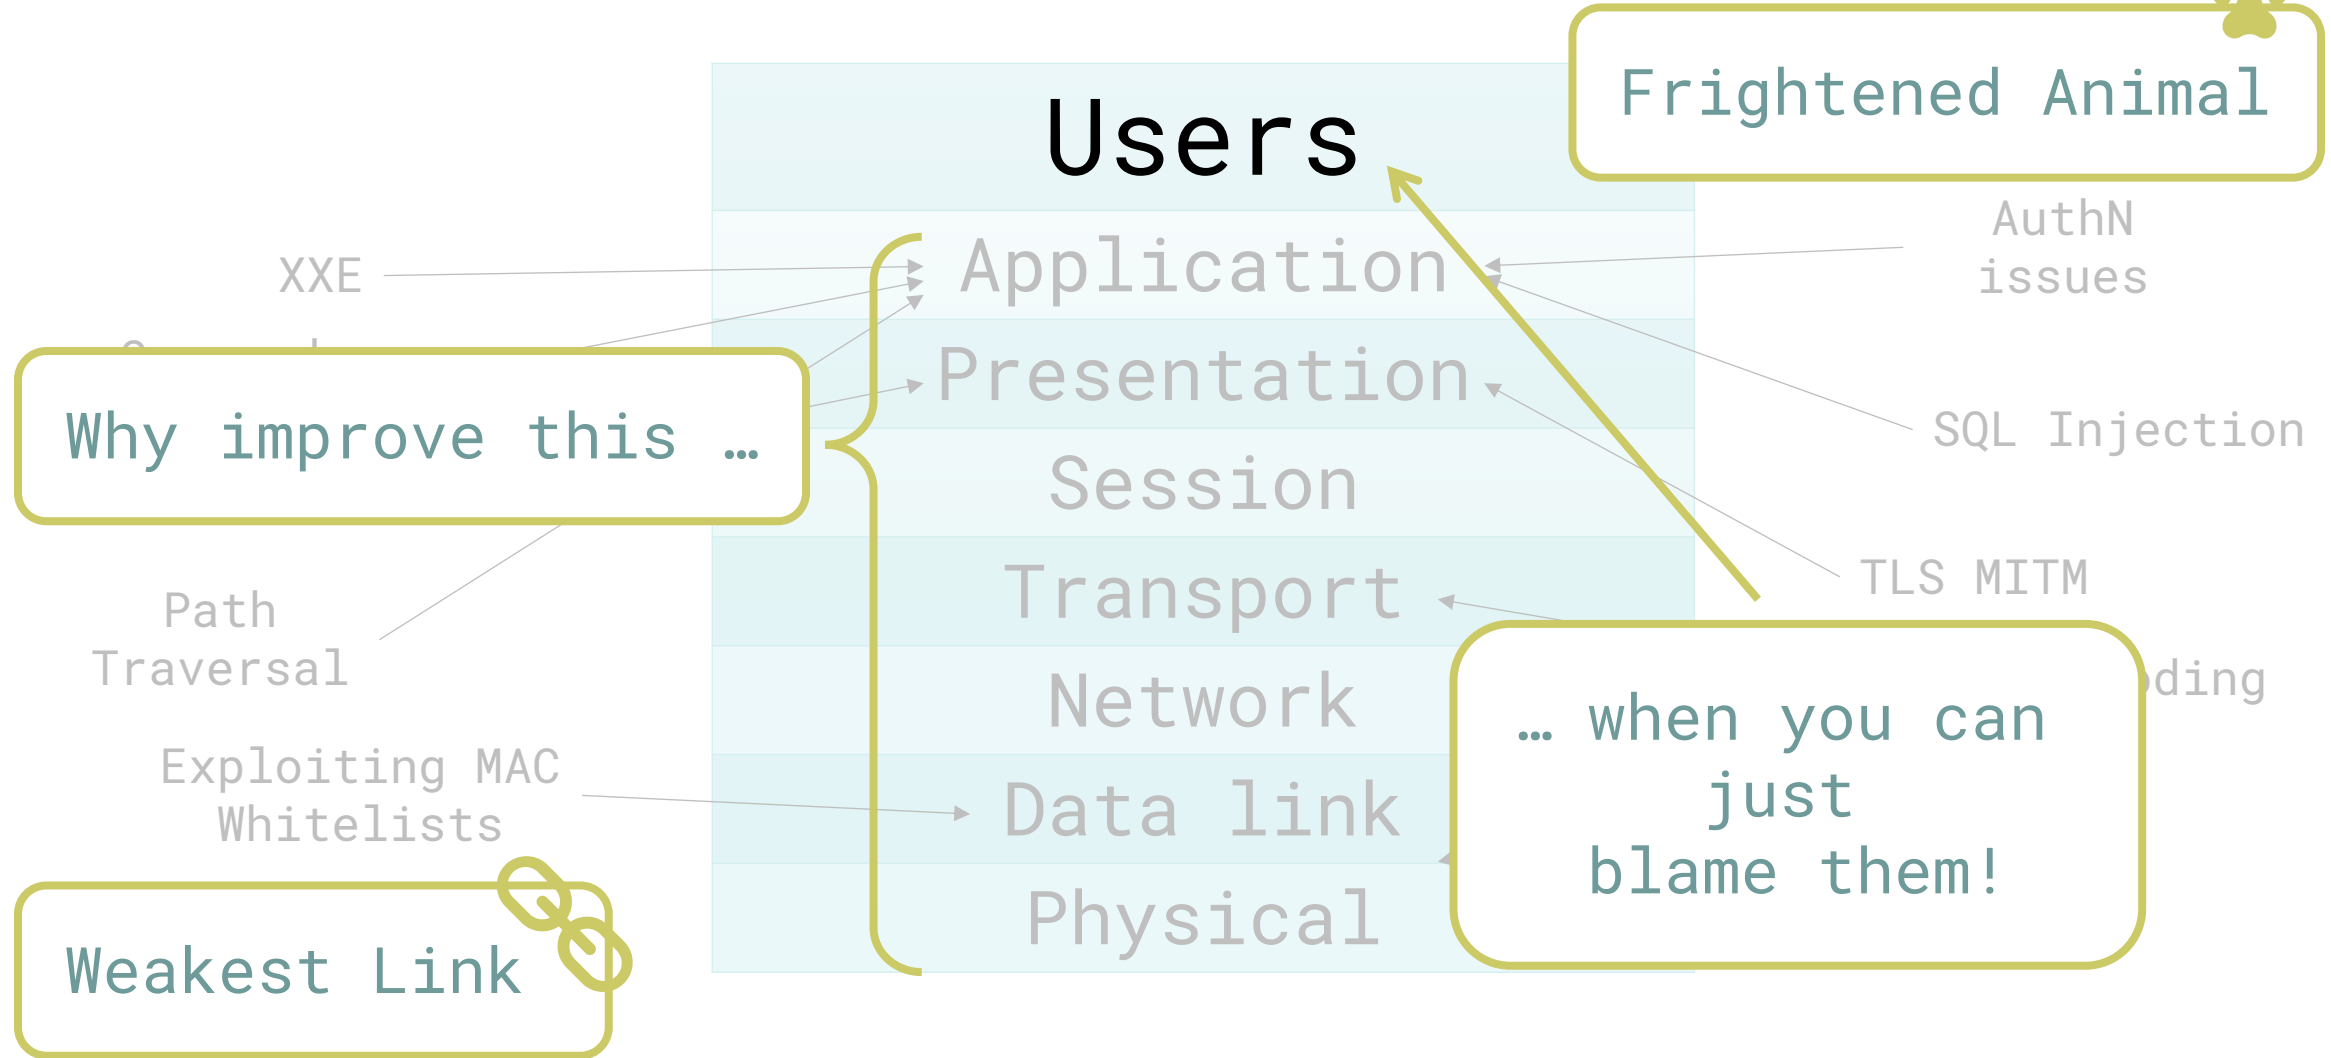 Frightened Animal
Users
AuthN
issues
XXE
Application
Presentation
Why improve this …
SQL Injection
Session
TLS MITM
Transport
Path
Traversal
Network
… when you can
just
blame them!
Exploiting MAC
Whitelists
Data link
Physical
Weakest Link